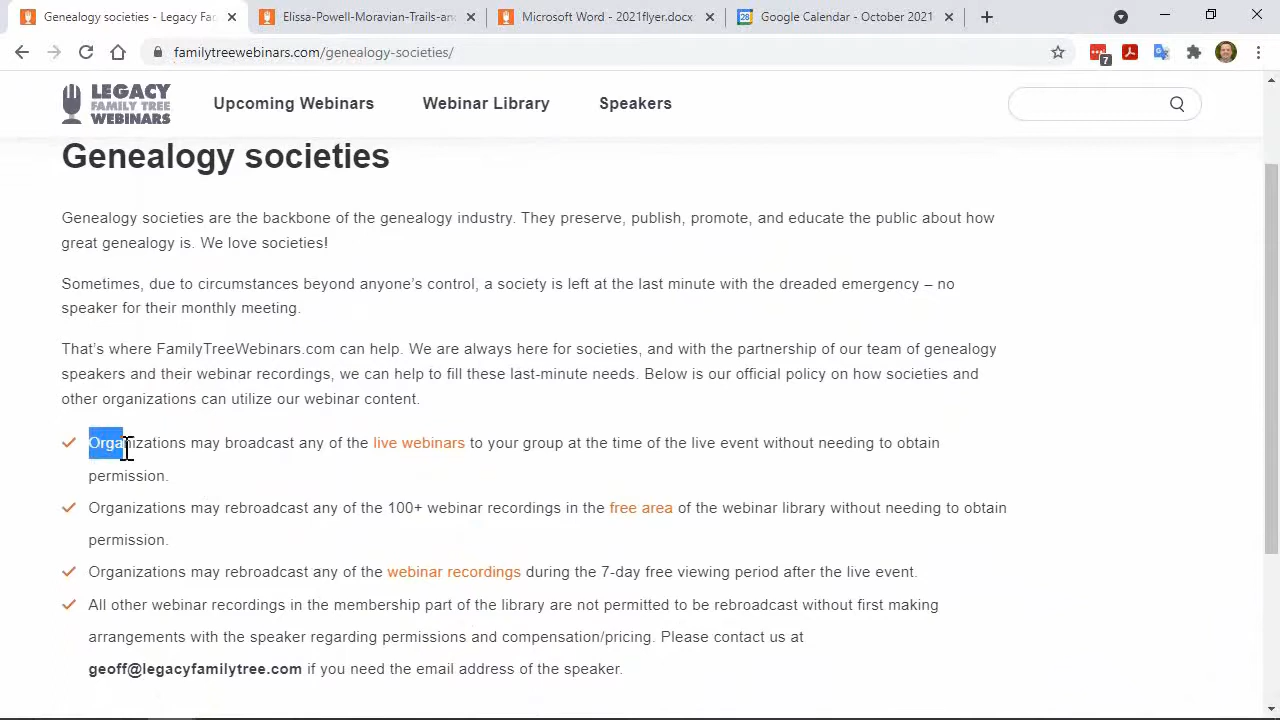 Genealogy societies - Legacy Fa
Elissa-Powell-Moravian-Trails-an
Microsoft Word - 2021flyer.docx
28
Google Calendar - October 2021
familytreewebinars.com/genealogy-societies/
7
LEGACY
FAMILY TREE
WEBINARS
Upcoming Webinars
Webinar Library
Speakers
Genealogy societies
Genealogy societies are the backbone of the genealogy industry. They preserve, publish, promote, and educate the public about how
great genealogy is. We love societies!
Sometimes, due to circumstances beyond anyone's control, a society is left at the last minute with the dreaded emergency – no
speaker for their monthly meeting.
That's where FamilyTreeWebinars.com can help. We are always here for societies, and with the partnership of our team of genealogy
speakers and their webinar recordings, we can help to fill these last-minute needs. Below is our official policy on how societies and
other organizations can utilize our webinar content.
Organizations may broadcast any of the live webinars to your group at the time of the live event without needing to obtain
permission.
Organizations may rebroadcast any of the 100+ webinar recordings in the free area of the webinar library without needing to obtain
permission.
Organizations may rebroadcast any of the webinar recordings during the 7-day free viewing period after the live event.
All other webinar recordings in the membership part of the library are not permitted to be rebroadcast without first making
arrangements with the speaker regarding permissions and compensation/pricing. Please contact us at
geoff@legacyfamilytree.com if you need the email address of the speaker.